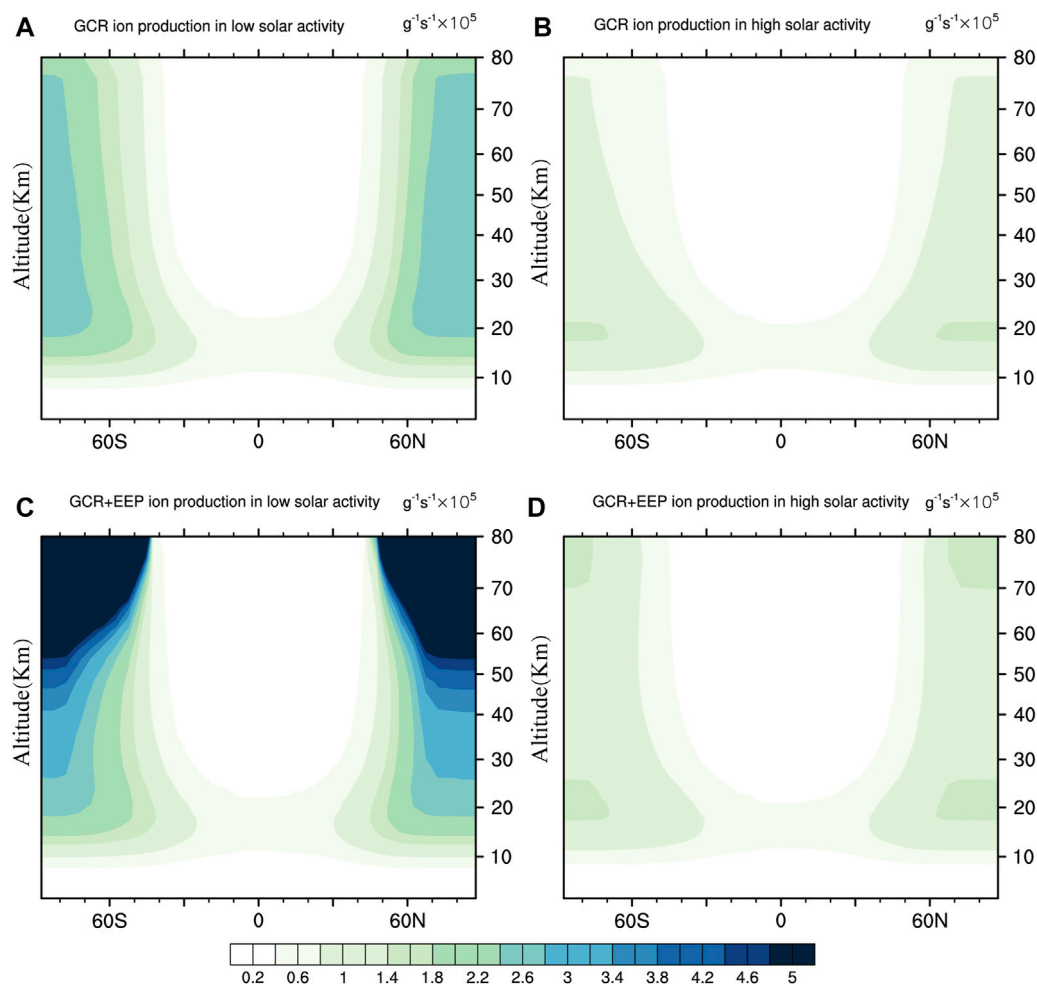 A GCR ion production in low solar activity g⁻¹s⁻¹×10⁵
B GCR ion production in high solar activity g⁻¹s⁻¹×10⁵
Altitude(Km)
80
70
60
50
40
30
20
10
60S 0 60N
Altitude(Km)
80
70
60
50
40
30
20
10
60S 0 60N
C GCR+EEP ion production in low solar activity g⁻¹s⁻¹×10⁵
D GCR+EEP ion production in high solar activity g⁻¹s⁻¹×10⁵
Altitude(Km)
80
70
60
50
40
30
20
10
60S 0 60N
Altitude(Km)
80
70
60
50
40
30
20
10
60S 0 60N
0.2 0.6 1 1.4 1.8 2.2 2.6 3 3.4 3.8 4.2 4.6 5